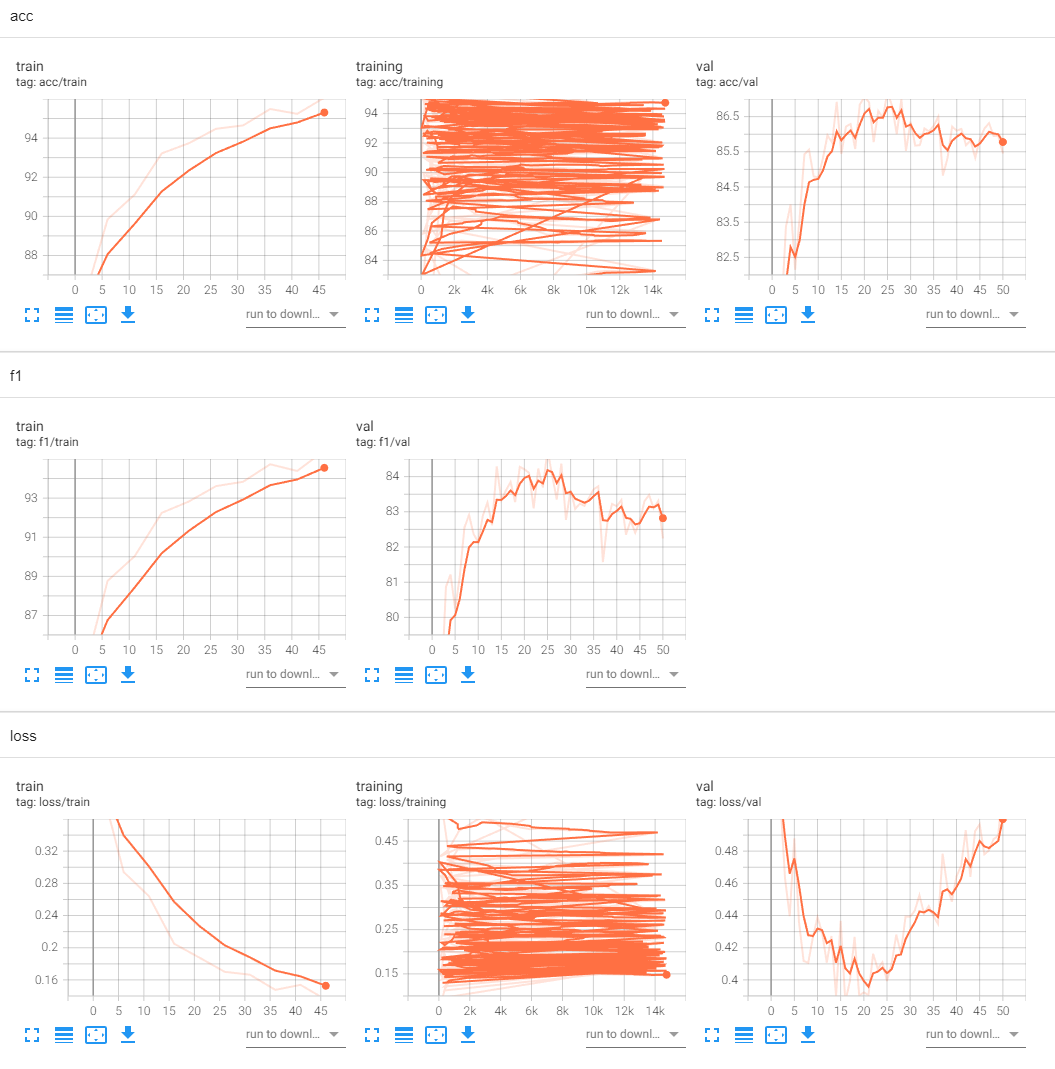 acc
train
tag: acc/train
94
92
90
88
0 5 10 15 20 25 30 35 40 45
run to downl...
training
tag: acc/training
94
92
90
88
86
84
0 2k 4k 6k 8k 10k 12k 14k
run to downl...
val
tag: acc/val
86.5
85.5
84.5
83.5
82.5
0 5 10 15 20 25 30 35 40 45 50
run to downl...
f1
train
tag: f1/train
93
91
89
87
0 5 10 15 20 25 30 35 40 45
run to downl...
val
tag: f1/val
84
83
82
81
80
0 5 10 15 20 25 30 35 40 45 50
run to downl...
loss
train
tag: loss/train
0.32
0.28
0.24
0.2
0.16
0 5 10 15 20 25 30 35 40 45
run to downl...
training
tag: loss/training
0.45
0.35
0.25
0.15
0 2k 4k 6k 8k 10k 12k 14k
run to downl...
val
tag: loss/val
0.48
0.46
0.44
0.42
0.4
0 5 10 15 20 25 30 35 40 45 50
run to downl...